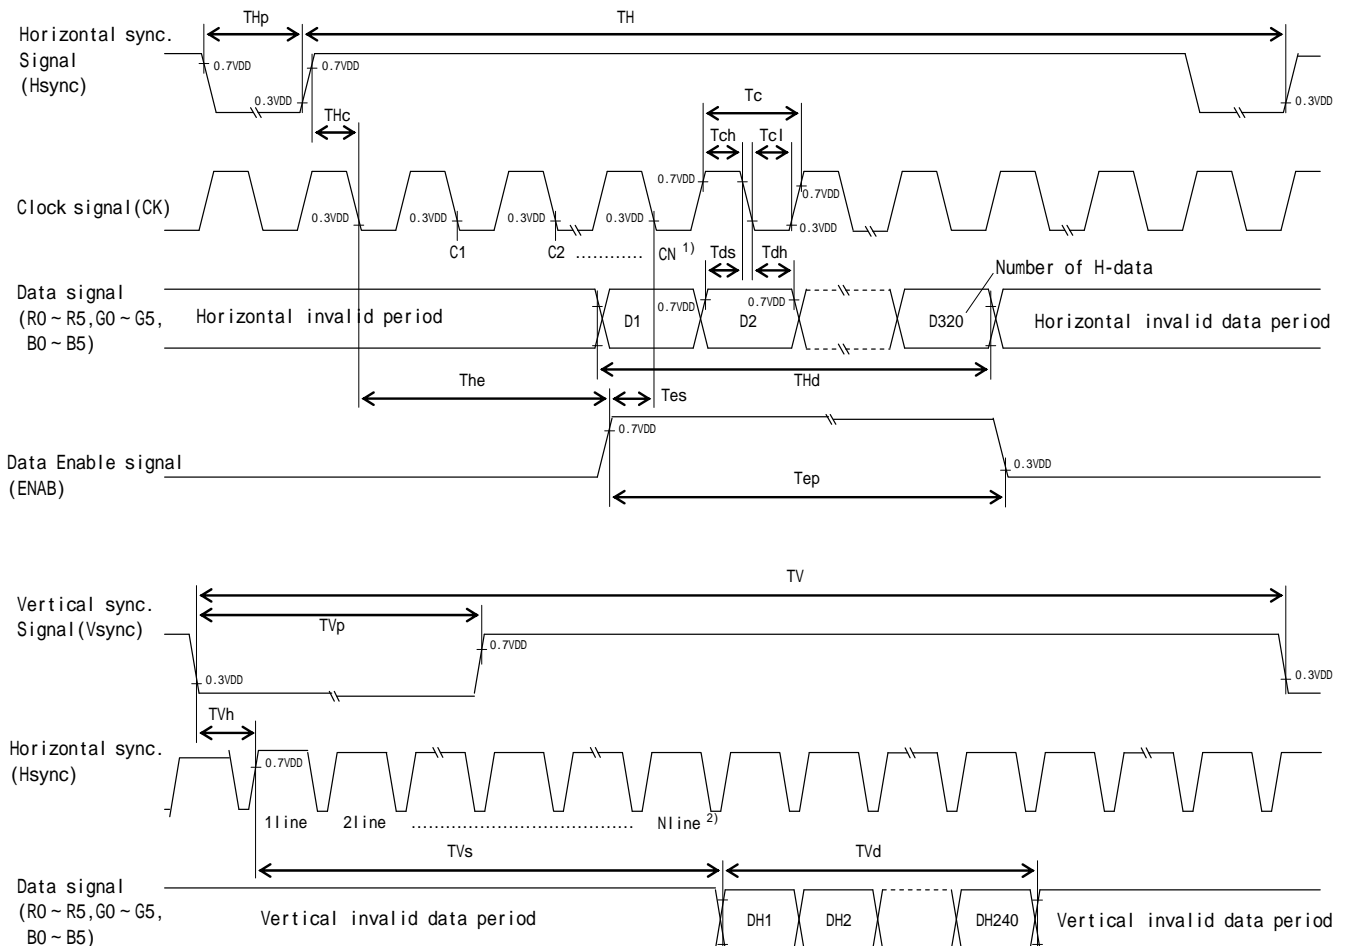 THp
TH
Horizontal sync.
Signal
(Hsync)
0.7VDD
0.7VDD
0.3VDD
0.3VDD
THc
Tc
Tch
Tcl
Clock signal(CK)
0.3VDD
0.3VDD
0.3VDD
0.3VDD
0.7VDD
0.7VDD
0.3VDD
C1
C2 ............
CN 1)
Tds
Tdh
Number of H-data
Data signal
(R0~R5,G0~G5,
B0~B5)
Horizontal invalid period
D1
0.7VDD
D2
0.7VDD
D320
Horizontal invalid data period
THd
The
Tes
0.7VDD
Data Enable signal
(ENAB)
0.3VDD
Tep
TV
Vertical sync.
Signal(Vsync)
TVp
0.7VDD
0.3VDD
0.3VDD
TVh
Horizontal sync.
(Hsync)
0.7VDD
1line
2line
.....................................
Nline 2)
TVs
TVd
Data signal
(R0~R5,G0~G5,
B0~B5)
Vertical invalid data period
DH1
DH2
DH240
Vertical invalid data period